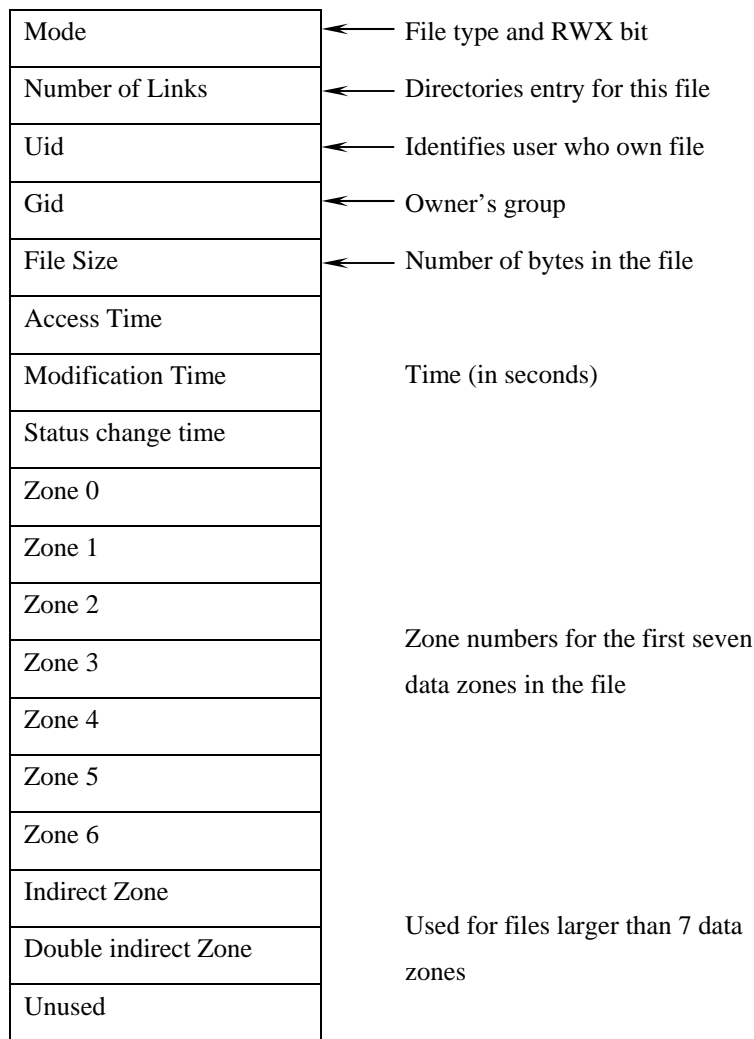 Mode
File type and RWX bit
Number of Links
Directories entry for this file
Uid
Identifies user who own file
Gid
Owner's group
File Size
Number of bytes in the file
Access Time
Modification Time
Time (in seconds)
Status change time
Zone 0
Zone 1
Zone 2
Zone 3
Zone numbers for the first seven
data zones in the file
Zone 4
Zone 5
Zone 6
Indirect Zone
Double indirect Zone
Used for files larger than 7 data
zones
Unused